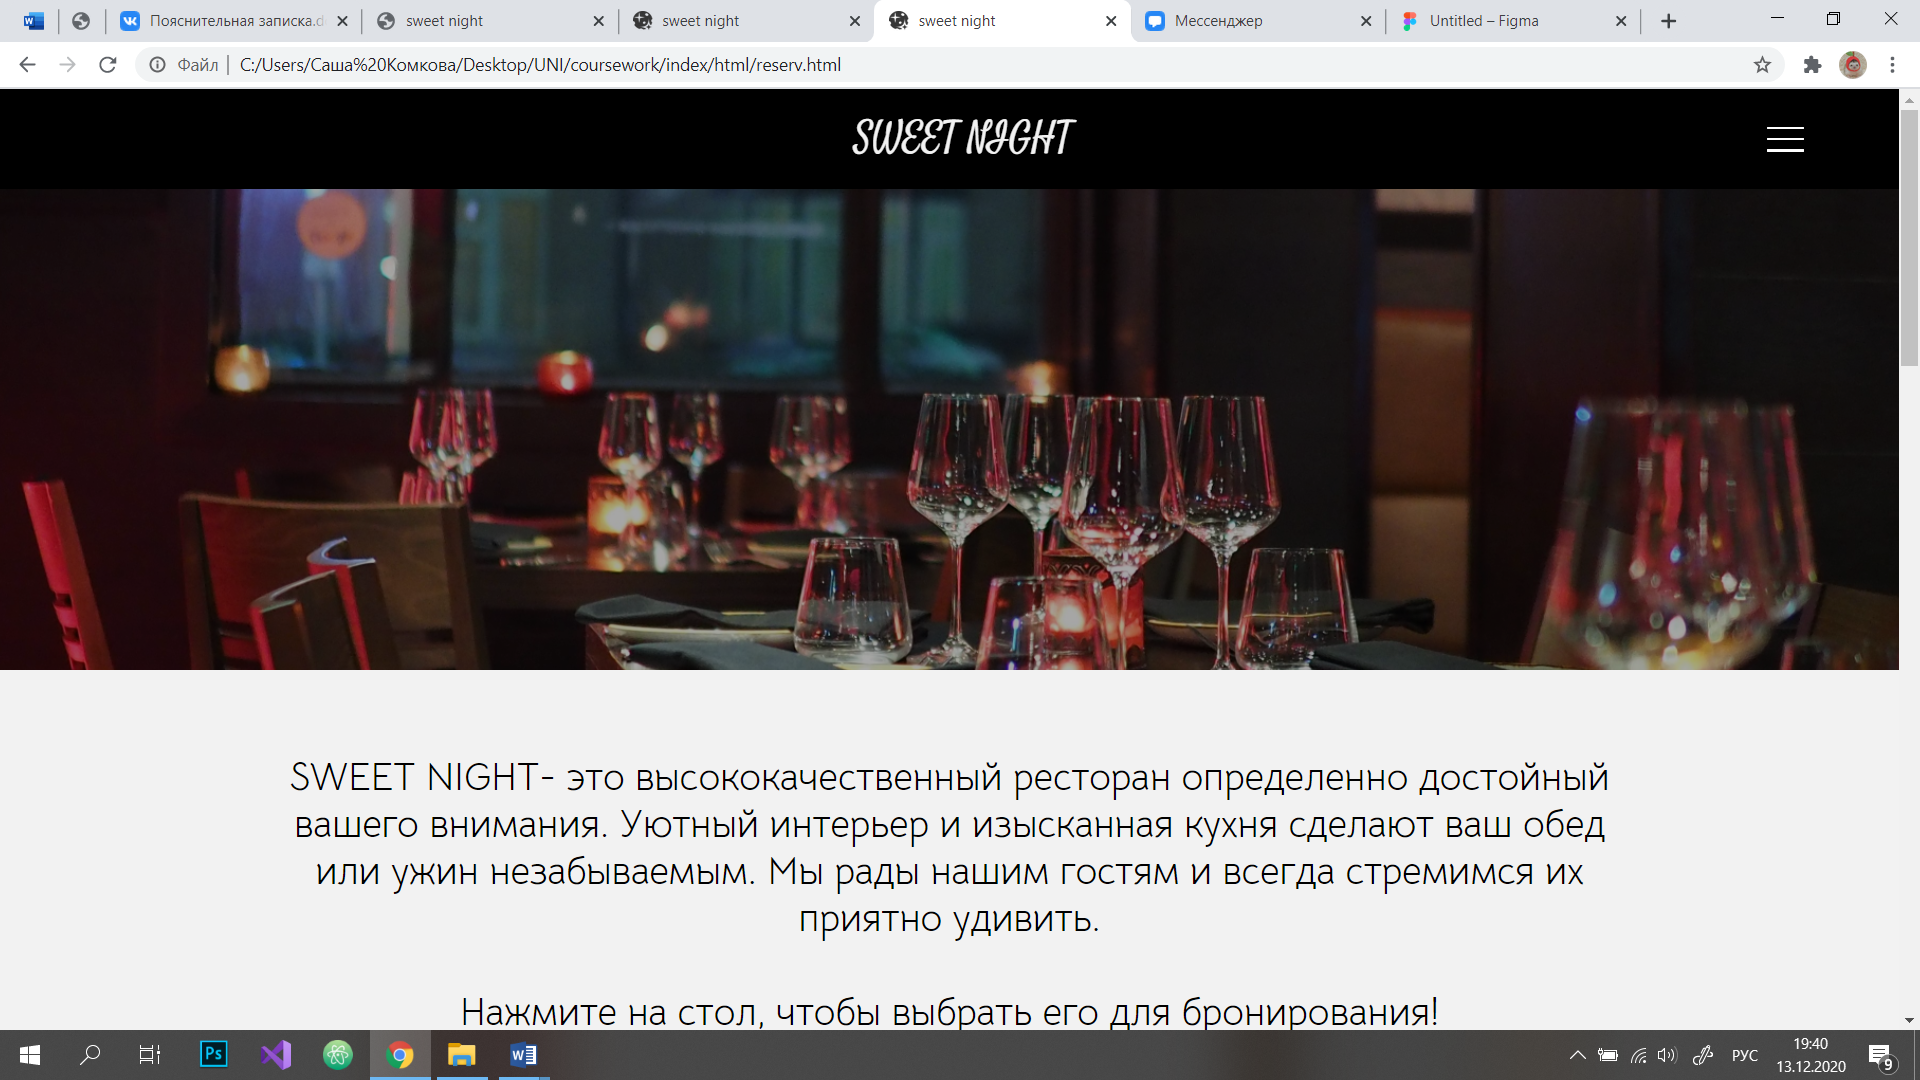 Пояснительная записка.d
sweet night
sweet night
sweet night
Мессенджер
Untitled – Figma
Файл
C:/Users/Саша%20Комкова/Desktop/UNI/coursework/index/html/reserv.html
SWEET NIGHT
SWEET NIGHT- это высококачественный ресторан определенно достойный
вашего внимания. Уютный интерьер и изысканная кухня сделают ваш обед
или ужин незабываемым. Мы рады нашим гостям и всегда стремимся их
приятно удивить.
Нажмите на стол, чтобы выбрать его для бронирования!
Ps
РУС
19:40
13.12.2020
9